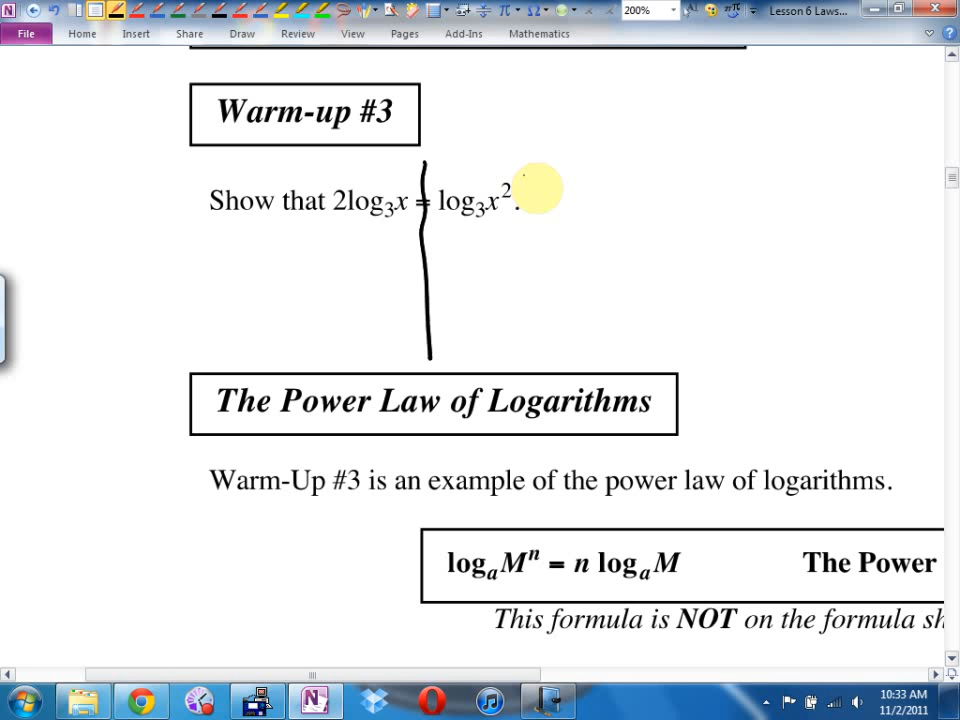 200% Lesson 6 Laws...
File Home Insert Share Draw Review View Pages Add-Ins Mathematics
Warm-up #3
Show that 2log₃x = log₃x².
The Power Law of Logarithms
Warm-Up #3 is an example of the power law of logarithms.
logₐMⁿ = n logₐM The Power
This formula is NOT on the formula sh
10:33 AM
11/2/2011